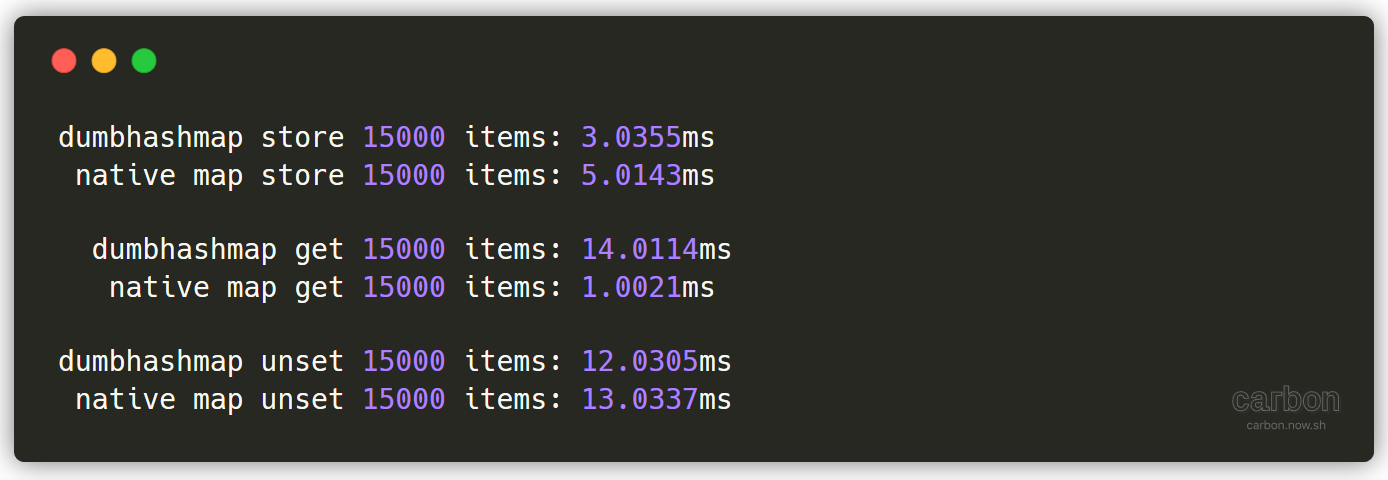 dumbhashmap store 15000 items: 3.0355ms
native map store 15000 items: 5.0143ms
dumbhashmap get 15000 items: 14.0114ms
native map get 15000 items: 1.0021ms
dumbhashmap unset 15000 items: 12.0305ms
native map unset 15000 items: 13.0337ms
carbon
carbon.now.sh